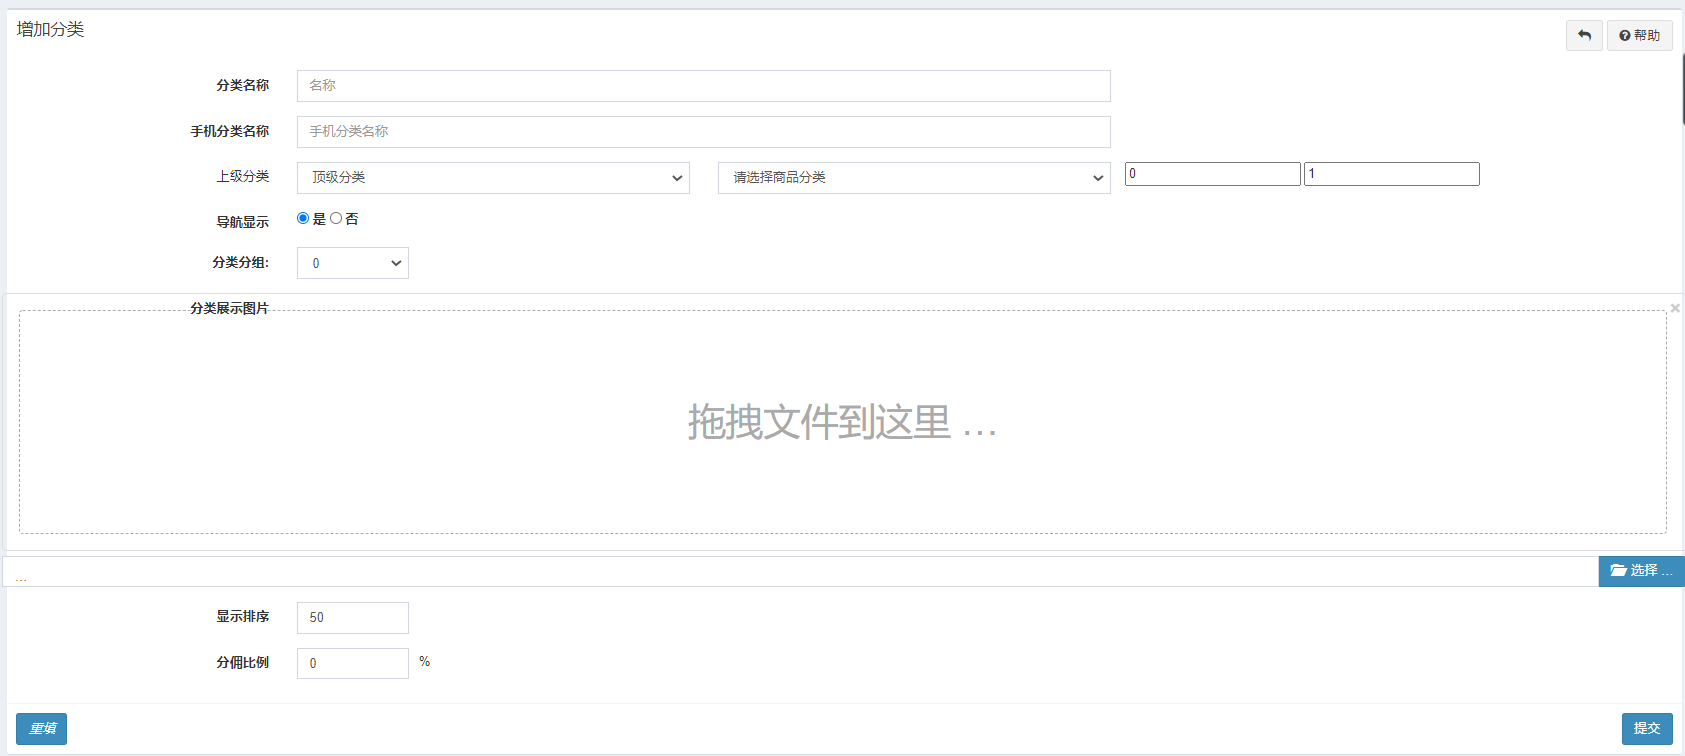 增加分类
帮助
分类名称 名称
手机分类名称 手机分类名称
上级分类 顶级分类 请选择商品分类 0 1
导航显示 是 否
分类分组: 0
分类展示图片
拖拽文件到这里 …
... 选择 ...
显示排序 50
分佣比例 0 %
重填 提交